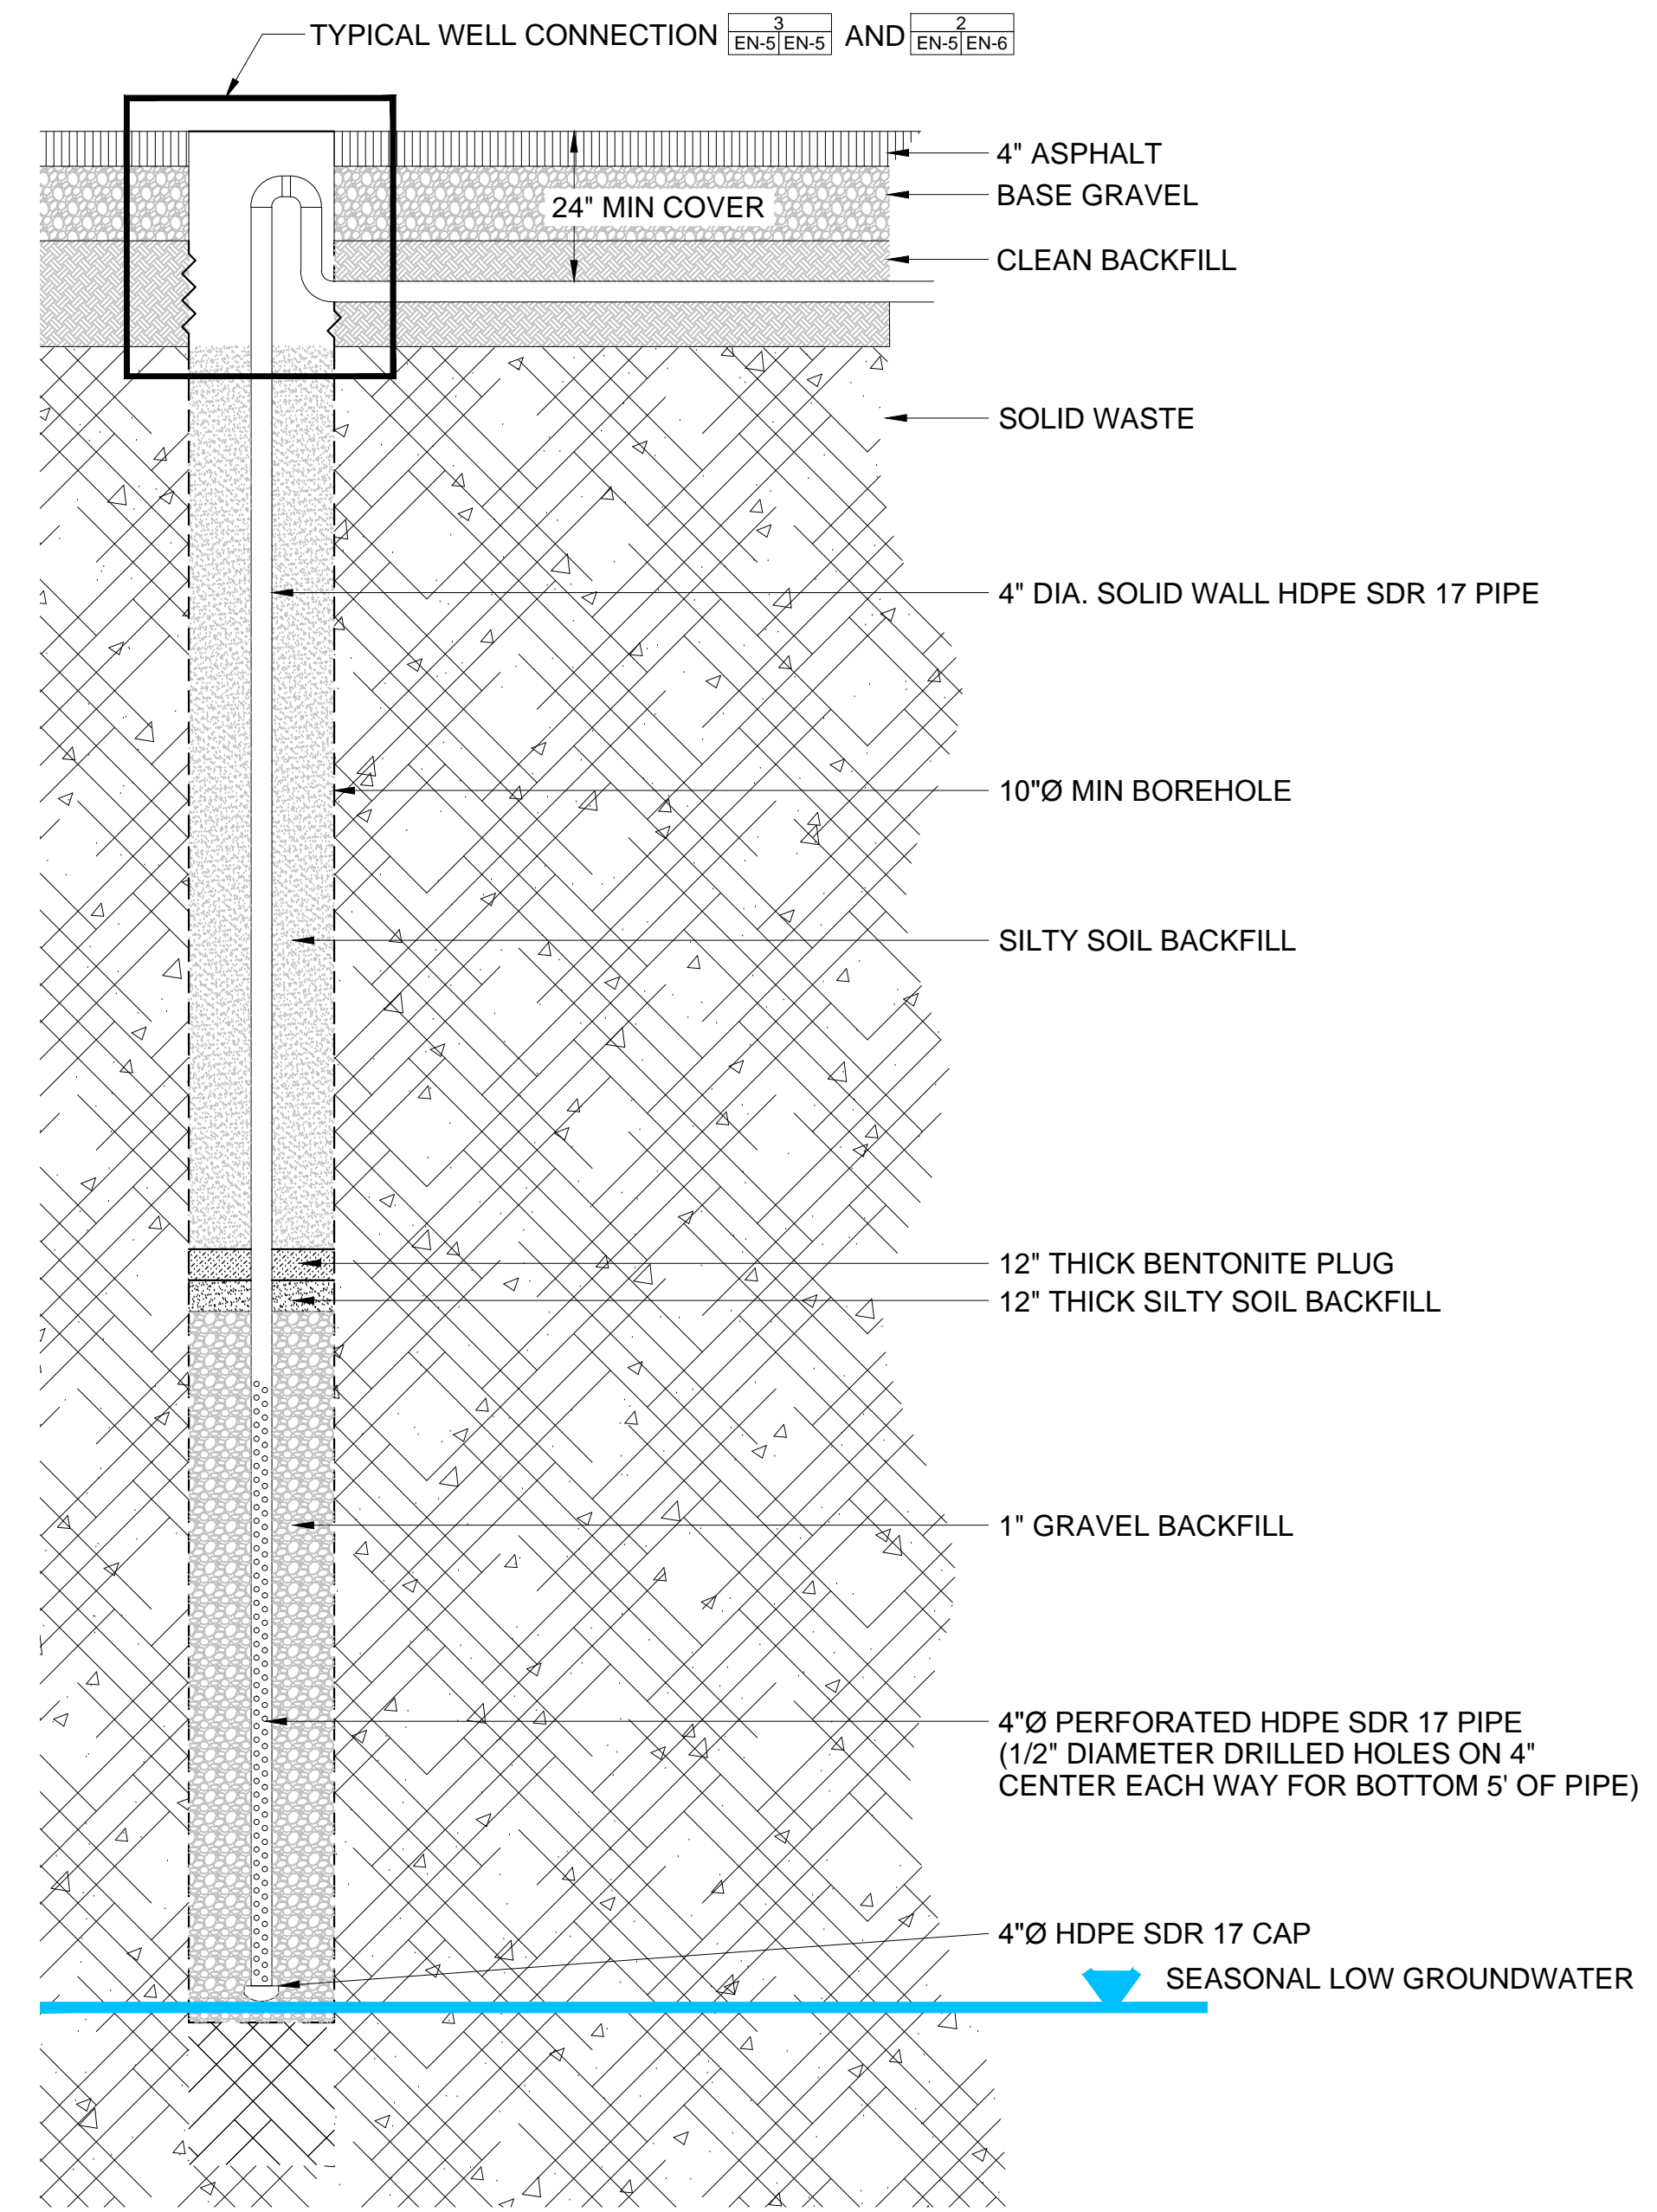 TYPICAL WELL CONNECTION 3 EN-5 EN-5 AND 2 EN-5 EN-6
4" ASPHALT
BASE GRAVEL
24" MIN COVER
CLEAN BACKFILL
SOLID WASTE
4" DIA. SOLID WALL HDPE SDR 17 PIPE
10"Ø MIN BOREHOLE
SILTY SOIL BACKFILL
12" THICK BENTONITE PLUG
12" THICK SILTY SOIL BACKFILL
1" GRAVEL BACKFILL
4"Ø PERFORATED HDPE SDR 17 PIPE
(1/2" DIAMETER DRILLED HOLES ON 4"
CENTER EACH WAY FOR BOTTOM 5' OF PIPE)
4"Ø HDPE SDR 17 CAP
SEASONAL LOW GROUNDWATER